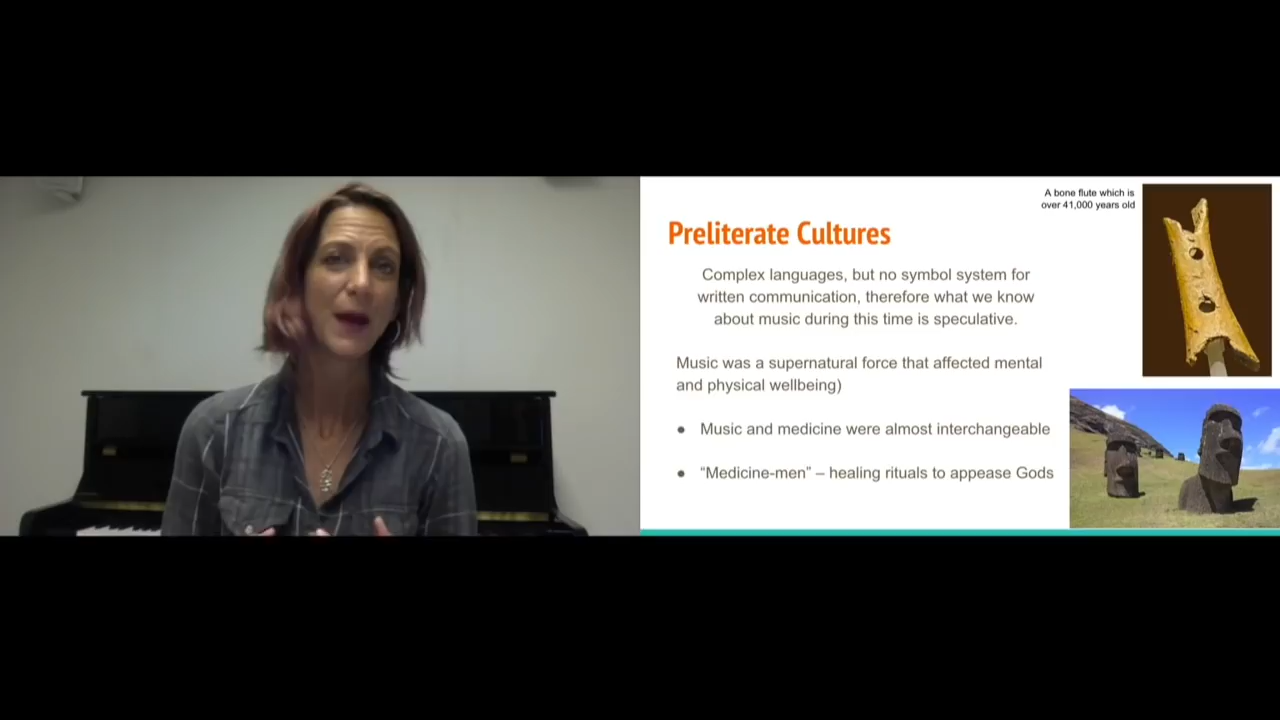 A bone flute which is
over 41,000 years old
Preliterate Cultures
Complex languages, but no symbol system for
written communication, therefore what we know
about music during this time is speculative.
Music was a supernatural force that affected mental
and physical wellbeing)
● Music and medicine were almost interchangeable
● “Medicine-men” – healing rituals to appease Gods